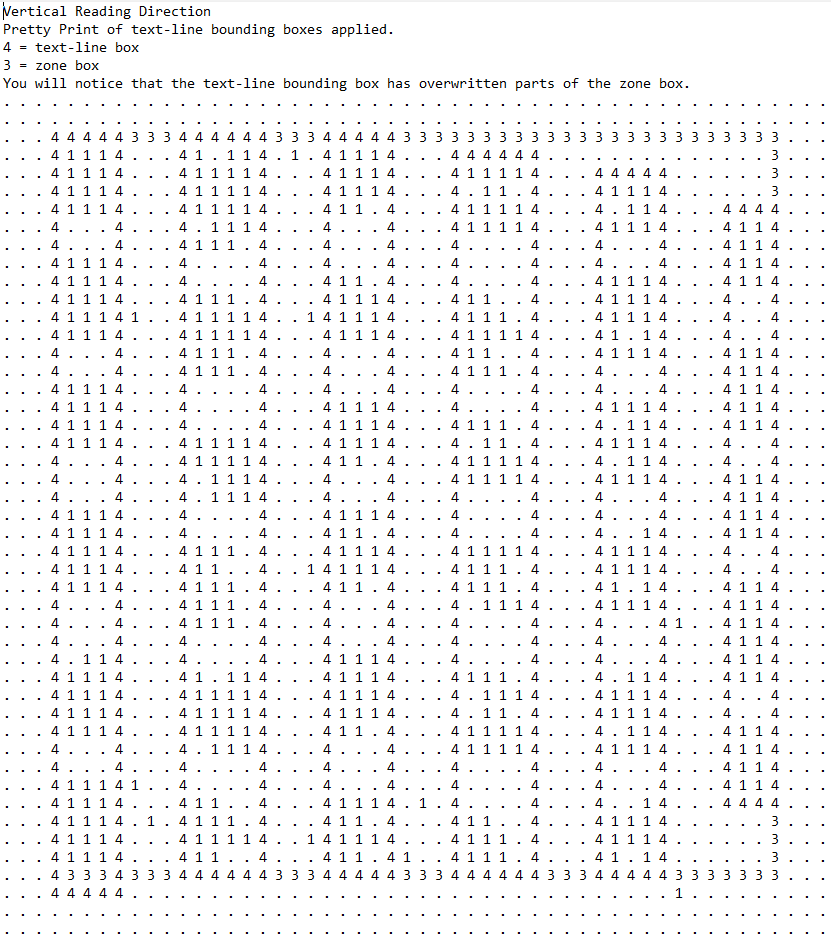 Vertical Reading Direction
Pretty Print of text-line bounding boxes applied.
4 = text-line box
3 = zone box
You will notice that the text-line bounding box has overwritten parts of the zone box.
. . . . . . . . . . . . . . . . . . . . . . . . . . . . . . . . . . . . . . . . . . . . . . . . . . . .
. . . . . . . . . . . . . . . . . . . . . . . . . . . . . . . . . . . . . . . . . . . . . . . . . . . .
. . . 4 4 4 4 4 3 3 3 4 4 4 4 4 4 3 3 3 4 4 4 4 4 3 3 3 3 3 3 3 3 3 3 3 3 3 3 3 3 3 3 3 3 3 3 3 3 . . .
. . . 4 1 1 1 4 . . . 4 1 . 1 1 4 . 1 . 4 1 1 1 4 . . . 4 4 4 4 4 4 . . . . . . . . . . . . . . 3 . . .
. . . 4 1 1 1 4 . . . 4 1 1 1 1 4 . . . 4 1 1 1 4 . . . 4 1 1 1 1 4 . . . 4 4 4 4 4 . . . . . . 3 . . .
. . . 4 1 1 1 4 . . . 4 1 1 1 1 4 . . . 4 1 1 1 4 . . . 4 . 1 1 . 4 . . . 4 1 1 1 4 . . . . . . 3 . . .
. . . 4 1 1 1 4 . . . 4 1 1 1 1 4 . . . 4 1 1 . 4 . . . 4 1 1 1 1 4 . . . 4 . 1 1 4 . . . 4 4 4 4 . . .
. . . 4 . . . 4 . . . 4 . 1 1 1 4 . . . 4 . . . 4 . . . 4 1 1 1 1 4 . . . 4 1 1 1 4 . . . 4 1 1 4 . . .
. . . 4 . . . 4 . . . 4 1 1 1 . 4 . . . 4 . . . 4 . . . 4 . . . . 4 . . . 4 . . . 4 . . . 4 1 1 4 . . .
. . . 4 1 1 1 4 . . . 4 . . . . 4 . . . 4 . . . 4 . . . 4 . . . . 4 . . . 4 . . . 4 . . . 4 1 1 4 . . .
. . . 4 1 1 1 4 . . . 4 . . . . 4 . . . 4 1 1 . 4 . . . 4 . . . . 4 . . . 4 1 1 1 4 . . . 4 1 1 4 . . .
. . . 4 1 1 1 4 . . . 4 1 1 1 . 4 . . . 4 1 1 1 4 . . . 4 1 1 . . 4 . . . 4 1 1 1 4 . . . 4 . . 4 . . .
. . . 4 1 1 1 4 1 . . 4 1 1 1 1 4 . . 1 4 1 1 1 4 . . . 4 1 1 1 . 4 . . . 4 1 1 1 4 . . . 4 . . 4 . . .
. . . 4 1 1 1 4 . . . 4 1 1 1 1 4 . . . 4 1 1 1 4 . . . 4 1 1 1 1 4 . . . 4 1 . 1 4 . . . 4 . . 4 . . .
. . . 4 . . . 4 . . . 4 1 1 1 . 4 . . . 4 . . . 4 . . . 4 1 1 . . 4 . . . 4 1 1 1 4 . . . 4 1 1 4 . . .
. . . 4 . . . 4 . . . 4 1 1 1 . 4 . . . 4 . . . 4 . . . 4 1 1 1 . 4 . . . 4 . . . 4 . . . 4 1 1 4 . . .
. . . 4 1 1 1 4 . . . 4 . . . . 4 . . . 4 . . . 4 . . . 4 . . . . 4 . . . 4 . . . 4 . . . 4 1 1 4 . . .
. . . 4 1 1 1 4 . . . 4 . . . . 4 . . . 4 1 1 1 4 . . . 4 . . . . 4 . . . 4 1 1 1 4 . . . 4 1 1 4 . . .
. . . 4 1 1 1 4 . . . 4 . . . . 4 . . . 4 1 1 1 4 . . . 4 1 1 1 . 4 . . . 4 . 1 1 4 . . . 4 1 1 4 . . .
. . . 4 1 1 1 4 . . . 4 1 1 1 1 4 . . . 4 1 1 1 4 . . . 4 . 1 1 . 4 . . . 4 1 1 1 4 . . . 4 . . 4 . . .
. . . 4 . . . 4 . . . 4 1 1 1 1 4 . . . 4 1 1 . 4 . . . 4 1 1 1 1 4 . . . 4 . 1 1 4 . . . 4 . . 4 . . .
. . . 4 . . . 4 . . . 4 . 1 1 1 4 . . . 4 . . . 4 . . . 4 1 1 1 1 4 . . . 4 1 1 1 4 . . . 4 1 1 4 . . .
. . . 4 . . . 4 . . . 4 . 1 1 1 4 . . . 4 . . . 4 . . . 4 . . . . 4 . . . 4 . . . 4 . . . 4 1 1 4 . . .
. . . 4 1 1 1 4 . . . 4 . . . . 4 . . . 4 1 1 1 4 . . . 4 . . . . 4 . . . 4 . . . 4 . . . 4 1 1 4 . . .
. . . 4 1 1 1 4 . . . 4 . . . . 4 . . . 4 1 1 . 4 . . . 4 . . . . 4 . . . 4 . . 1 4 . . . 4 1 1 4 . . .
. . . 4 1 1 1 4 . . . 4 1 1 1 . 4 . . . 4 1 1 1 4 . . . 4 1 1 1 1 4 . . . 4 1 1 1 4 . . . 4 . . 4 . . .
. . . 4 1 1 1 4 . . . 4 1 1 . . 4 . . 1 4 1 1 1 4 . . . 4 1 1 1 . 4 . . . 4 1 1 1 4 . . . 4 . . 4 . . .
. . . 4 1 1 1 4 . . . 4 1 1 1 . 4 . . . 4 1 1 . 4 . . . 4 1 1 1 . 4 . . . 4 1 . 1 4 . . . 4 1 1 4 . . .
. . . 4 . . . 4 . . . 4 1 1 1 . 4 . . . 4 . . . 4 . . . 4 . 1 1 1 4 . . . 4 1 1 1 4 . . . 4 1 1 4 . . .
. . . 4 . . . 4 . . . 4 1 1 1 . 4 . . . 4 . . . 4 . . . 4 . . . . 4 . . . 4 . . . 4 1 . . 4 1 1 4 . . .
. . . 4 . . . 4 . . . 4 . . . . 4 . . . 4 . . . 4 . . . 4 . . . . 4 . . . 4 . . . 4 . . . 4 1 1 4 . . .
. . . 4 . 1 1 4 . . . 4 . . . . 4 . . . 4 1 1 1 4 . . . 4 . . . . 4 . . . 4 . . . 4 . . . 4 1 1 4 . . .
. . . 4 1 1 1 4 . . . 4 1 . 1 1 4 . . . 4 1 1 1 4 . . . 4 1 1 1 . 4 . . . 4 . 1 1 4 . . . 4 1 1 4 . . .
. . . 4 1 1 1 4 . . . 4 1 1 1 1 4 . . . 4 1 1 1 4 . . . 4 . 1 1 1 4 . . . 4 1 1 1 4 . . . 4 . . 4 . . .
. . . 4 1 1 1 4 . . . 4 1 1 1 1 4 . . . 4 1 1 1 4 . . . 4 . 1 1 . 4 . . . 4 1 1 1 4 . . . 4 . . 4 . . .
. . . 4 1 1 1 4 . . . 4 1 1 1 1 4 . . . 4 1 1 . 4 . . . 4 1 1 1 1 4 . . . 4 . 1 1 4 . . . 4 1 1 4 . . .
. . . 4 . . . 4 . . . 4 . 1 1 1 4 . . . 4 . . . 4 . . . 4 1 1 1 1 4 . . . 4 1 1 1 4 . . . 4 1 1 4 . . .
. . . 4 . . . 4 . . . 4 . . . . 4 . . . 4 . . . 4 . . . 4 . . . . 4 . . . 4 . . . 4 . . . 4 1 1 4 . . .
. . . 4 1 1 1 4 1 . . 4 . . . . 4 . . . 4 . . . 4 . . . 4 . . . . 4 . . . 4 . . . 4 . . . 4 1 1 4 . . .
. . . 4 1 1 1 4 . . . 4 1 1 . . 4 . . . 4 1 1 1 4 . 1 . 4 . . . . 4 . . . 4 . . 1 4 . . . 4 4 4 4 . . .
. . . 4 1 1 1 4 . 1 . 4 1 1 1 . 4 . . . 4 1 1 . 4 . . . 4 1 1 . . 4 . . . 4 1 1 1 4 . . . . . . 3 . . .
. . . 4 1 1 1 4 . . . 4 1 1 1 1 4 . . 1 4 1 1 1 4 . . . 4 1 1 1 . 4 . . . 4 1 1 1 4 . . . . . . 3 . . .
. . . 4 1 1 1 4 . . . 4 1 1 . . 4 . . . 4 1 1 . 4 1 . . 4 1 1 1 . 4 . . . 4 1 . 1 4 . . . . . . 3 . . .
. . . 4 3 3 3 4 3 3 3 4 4 4 4 4 4 3 3 3 4 4 4 4 4 3 3 3 4 4 4 4 4 4 3 3 3 4 4 4 4 4 3 3 3 3 3 3 3 . . .
. . . 4 4 4 4 4 . . . . . . . . . . . . . . . . . . . . . . . . . . . . . . . . . . 1 . . . . . . . . .
. . . . . . . . . . . . . . . . . . . . . . . . . . . . . . . . . . . . . . . . . . . . . . . . . . . .
. . . . . . . . . . . . . . . . . . . . . . . . . . . . . . . . . . . . . . . . . . . . . . . . . . . .